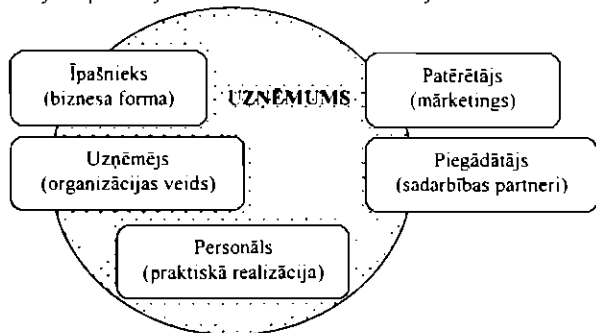 Īpašnieks
(biznesa forma)
UZŅĒMUMS
Patērētājs
(mārketings)
Uzņēmējs
(organizācijas veids)
Piegādātājs
(sadarbības partneri)
Personāls
(praktiskā realizācija)